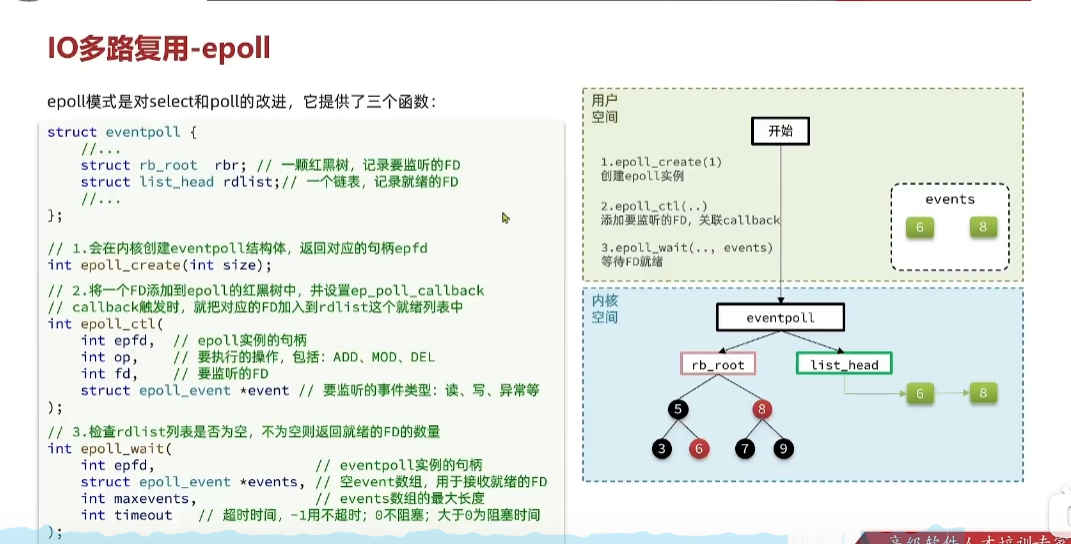 IO多路复用-epoll
epoll模式是对select和poll的改进，它提供了三个函数：
struct eventpoll {
//...
struct rb_root  rbr; // 一颗红黑树，记录要监听的FD
struct list_head rdlist;// 一个链表，记录就绪的FD
//...
};
// 1.会在内核创建eventpoll结构体，返回对应的句柄epfd
int epoll_create(int size);
// 2.将一个FD添加到epoll的红黑树中，并设置ep_poll_callback
// callback触发时，就把对应的FD加入到rdlist这个就绪列表中
int epoll_ctl(
int epfd,  // epoll实例的句柄
int op,    // 要执行的操作，包括：ADD、MOD、DEL
int fd,    // 要监听的FD
struct epoll_event *event // 要监听的事件类型：读、写、异常等
);
// 3.检查rdlist列表是否为空，不为空则返回就绪的FD的数量
int epoll_wait(
int epfd,                   // eventpoll实例的句柄
struct epoll_event *events, // 空event数组，用于接收就绪的FD
int maxevents,              // events数组的最大长度
int timeout   // 超时时间，-1用不超时；0不阻塞；大于0为阻塞时间
);
用户
空间
开始
1.epoll_create(1)
创建epoll实例
2.epoll_ctl(..)
添加要监听的FD，关联callback
3.epoll_wait(.., events)
等待FD就绪
events
6 8
内核
空间
eventpoll
rb_root
list_head
6 8
5 8
3 6 7 9
高级软件人才培训专家